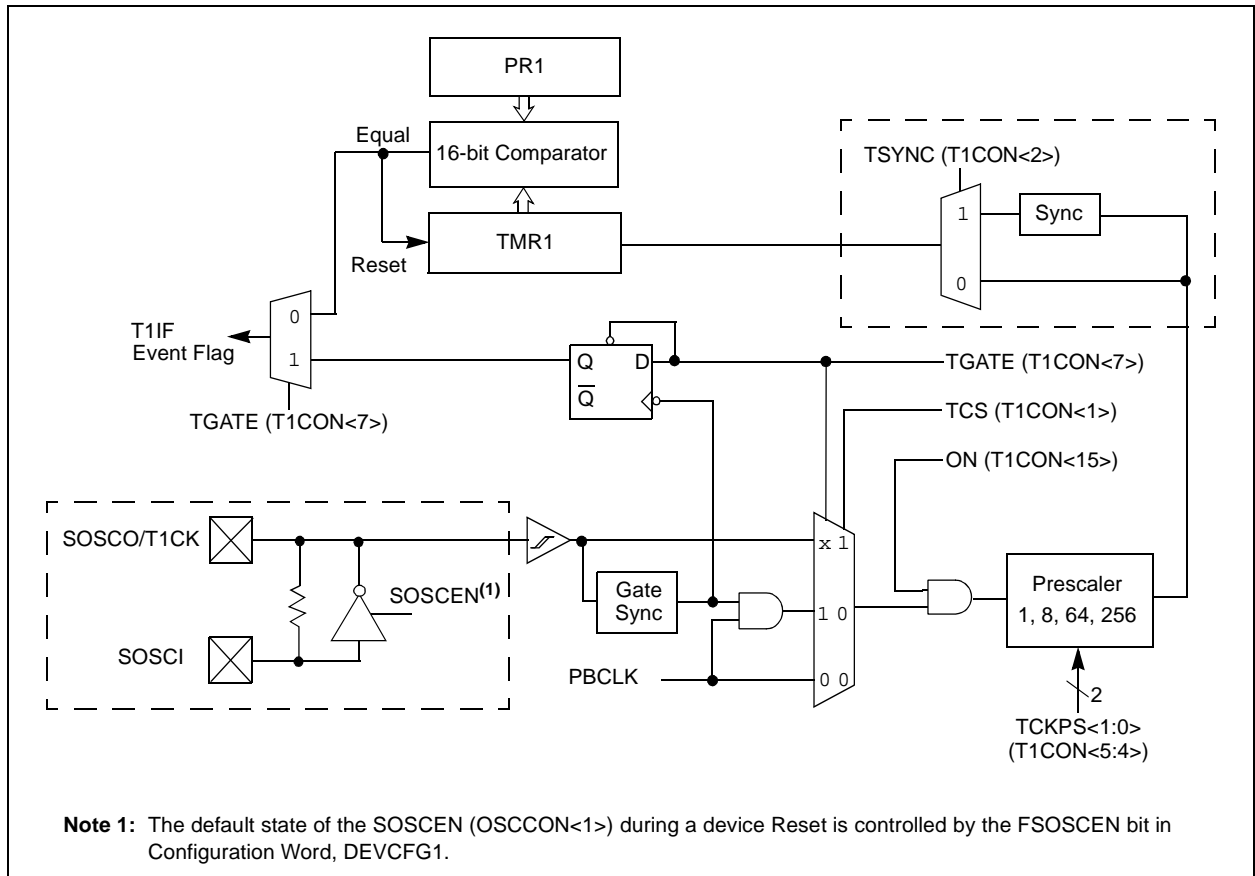 PR1
Equal
16-bit Comparator
TSYNC (T1CON<2>)
1
Sync
TMR1
Reset
0
0
T1IF
Event Flag
1
Q D
Q̅
TGATE (T1CON<7>)
TGATE (T1CON<7>)
TCS (T1CON<1>)
ON (T1CON<15>)
SOSCO/T1CK
x 1
SOSCEN(1)
Gate
Sync
Prescaler
1, 8, 64, 256
1 0
SOSCI
PBCLK
0 0
2
TCKPS<1:0>
(T1CON<5:4>)
Note 1: The default state of the SOSCEN (OSCCON<1>) during a device Reset is controlled by the FSOSCEN bit in
Configuration Word, DEVCFG1.